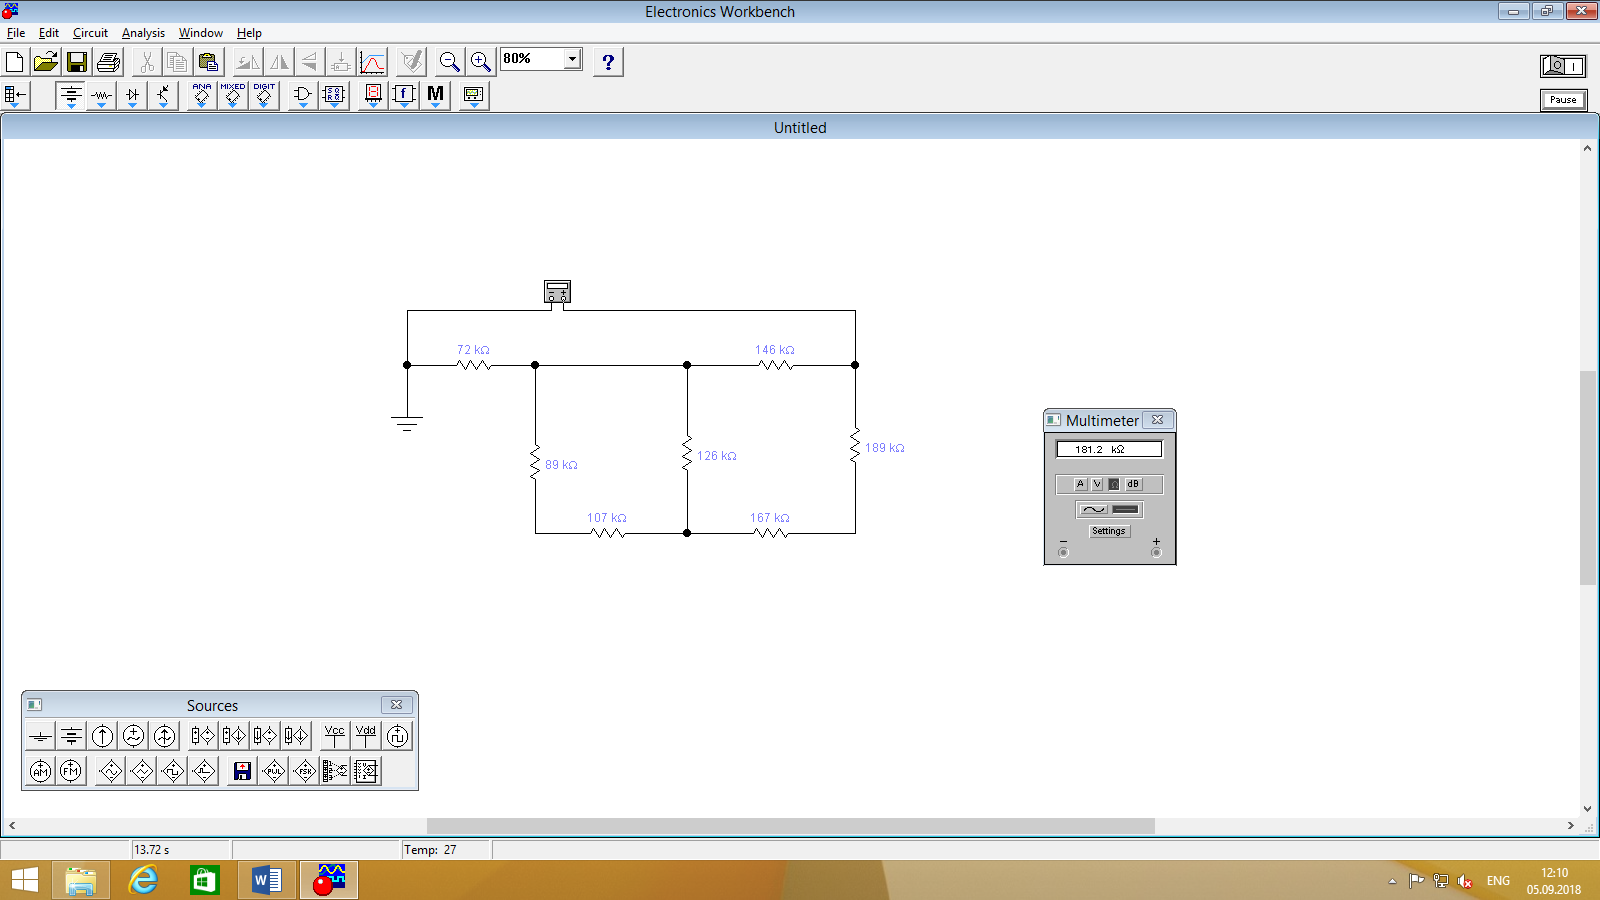 Electronics Workbench
File Edit Circuit Analysis Window Help
80%
?
ANA MIXED DIGIT
f M
Pause
Untitled
72 kΩ
146 kΩ
189 kΩ
126 kΩ
89 kΩ
107 kΩ
167 kΩ
Multimeter
181.2 kΩ
A V Ω dB
Settings
− +
Sources
Vcc Vdd
AM FM PWL FSK
13.72 s
Temp: 27
ENG
12:10
05.09.2018